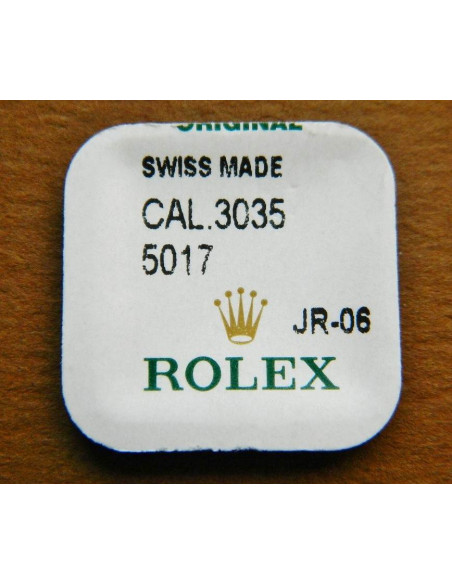 ORIGINAL
SWISS MADE
CAL.3035
5017
JR-06
ROLEX